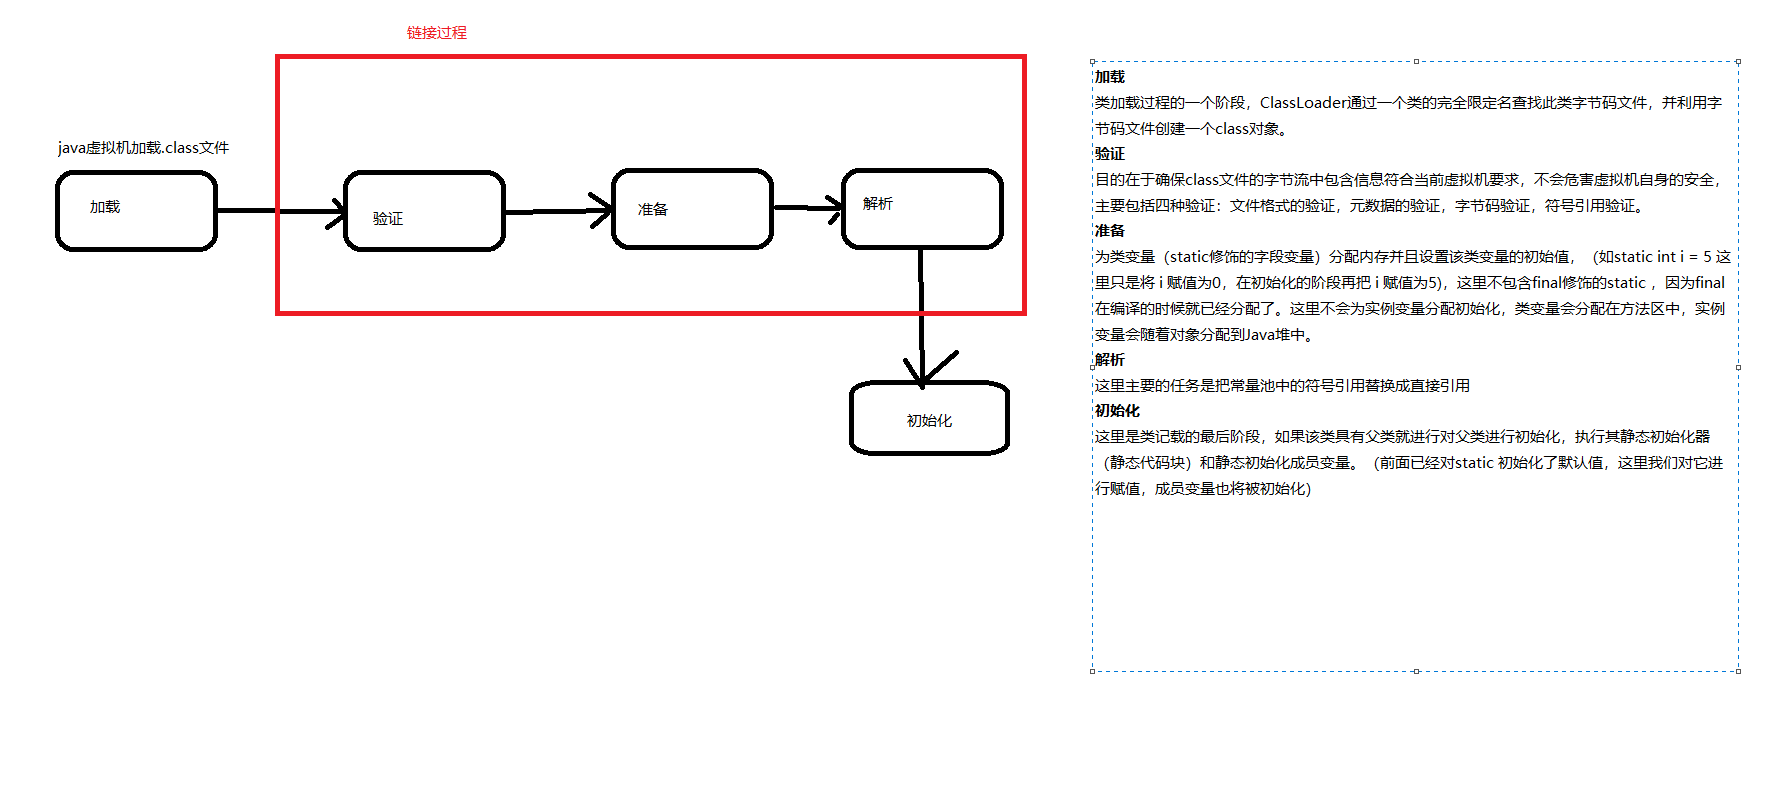 链接过程
java虚拟机加载.class文件
加载
验证
准备
解析
初始化
加载
类加载过程的一个阶段，ClassLoader通过一个类的完全限定名查找此类字节码文件，并利用字
节码文件创建一个class对象。
验证
目的在于确保class文件的字节流中包含信息符合当前虚拟机要求，不会危害虚拟机自身的安全，
主要包括四种验证：文件格式的验证，元数据的验证，字节码验证，符号引用验证。
准备
为类变量（static修饰的字段变量）分配内存并且设置该类变量的初始值，（如static int i = 5 这
里只是将 i 赋值为0，在初始化的阶段再把 i 赋值为5)，这里不包含final修饰的static ，因为final
在编译的时候就已经分配了。这里不会为实例变量分配初始化，类变量会分配在方法区中，实例
变量会随着对象分配到Java堆中。
解析
这里主要的任务是把常量池中的符号引用替换成直接引用
初始化
这里是类记载的最后阶段，如果该类具有父类就进行对父类进行初始化，执行其静态初始化器
（静态代码块）和静态初始化成员变量。（前面已经对static 初始化了默认值，这里我们对它进
行赋值，成员变量也将被初始化）